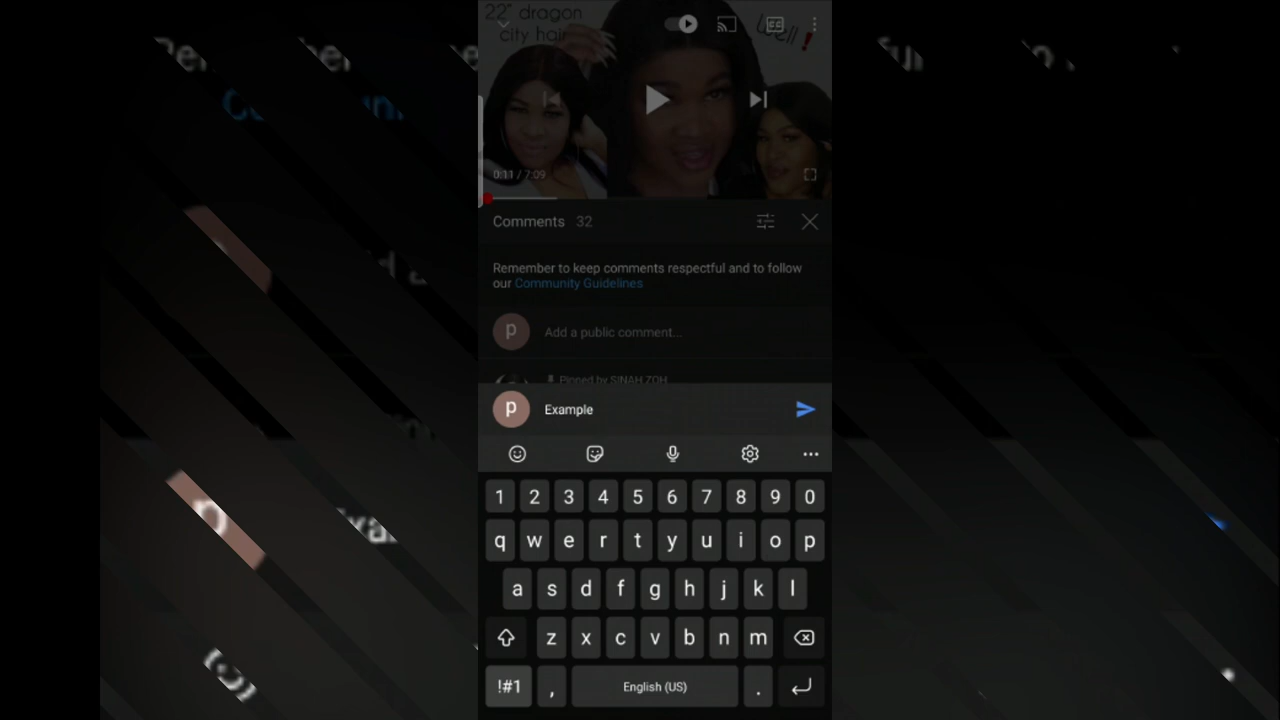 22" dragon
city hair
well!
CC
0:11 / 7:09
Comments 32
Remember to keep comments respectful and to follow
our Community Guidelines
p Add a public comment...
Pinned by SINAH ZOH
p Example
1 2 3 4 5 6 7 8 9 0
q w e r t y u i o p
a s d f g h j k l
z x c v b n m
!#1 , English (US) .